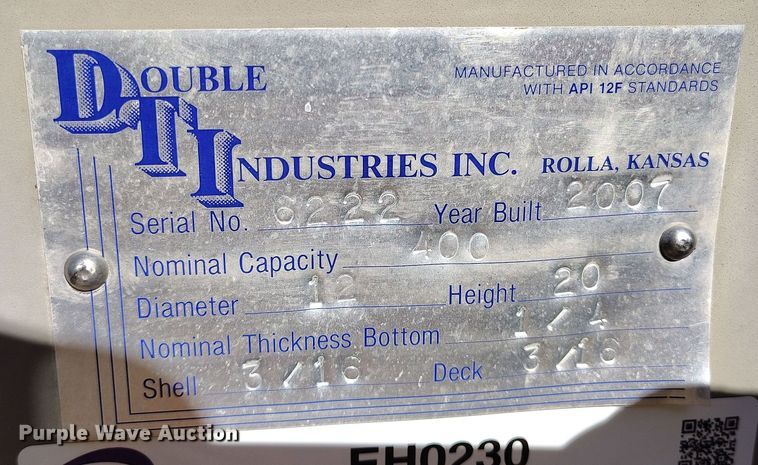 DOUBLE
MANUFACTURED IN ACCORDANCE
WITH API 12F STANDARDS
T INDUSTRIES INC. ROLLA, KANSAS
Serial No. 6222 Year Built 2007
Nominal Capacity 400
Diameter 12 Height 20
Nominal Thickness Bottom 1/4
Shell 3/16 Deck 3/16
Purple Wave Auction
EH0230